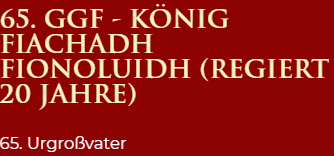 65. GGF - KÖNIG
FIACHADH
FIONOLUIDH (REGIERT
20 JAHRE)
65. Urgroßvater